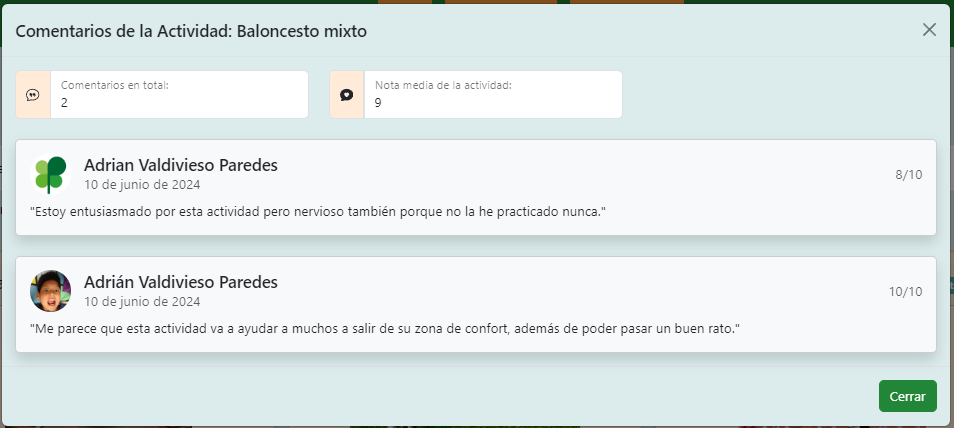 Comentarios de la Actividad: Baloncesto mixto
Comentarios en total:
2
Nota media de la actividad:
9
Adrian Valdivieso Paredes
10 de junio de 2024
8/10
"Estoy entusiasmado por esta actividad pero nervioso también porque no la he practicado nunca."
Adrián Valdivieso Paredes
10 de junio de 2024
10/10
"Me parece que esta actividad va a ayudar a muchos a salir de su zona de confort, además de poder pasar un buen rato."
Cerrar